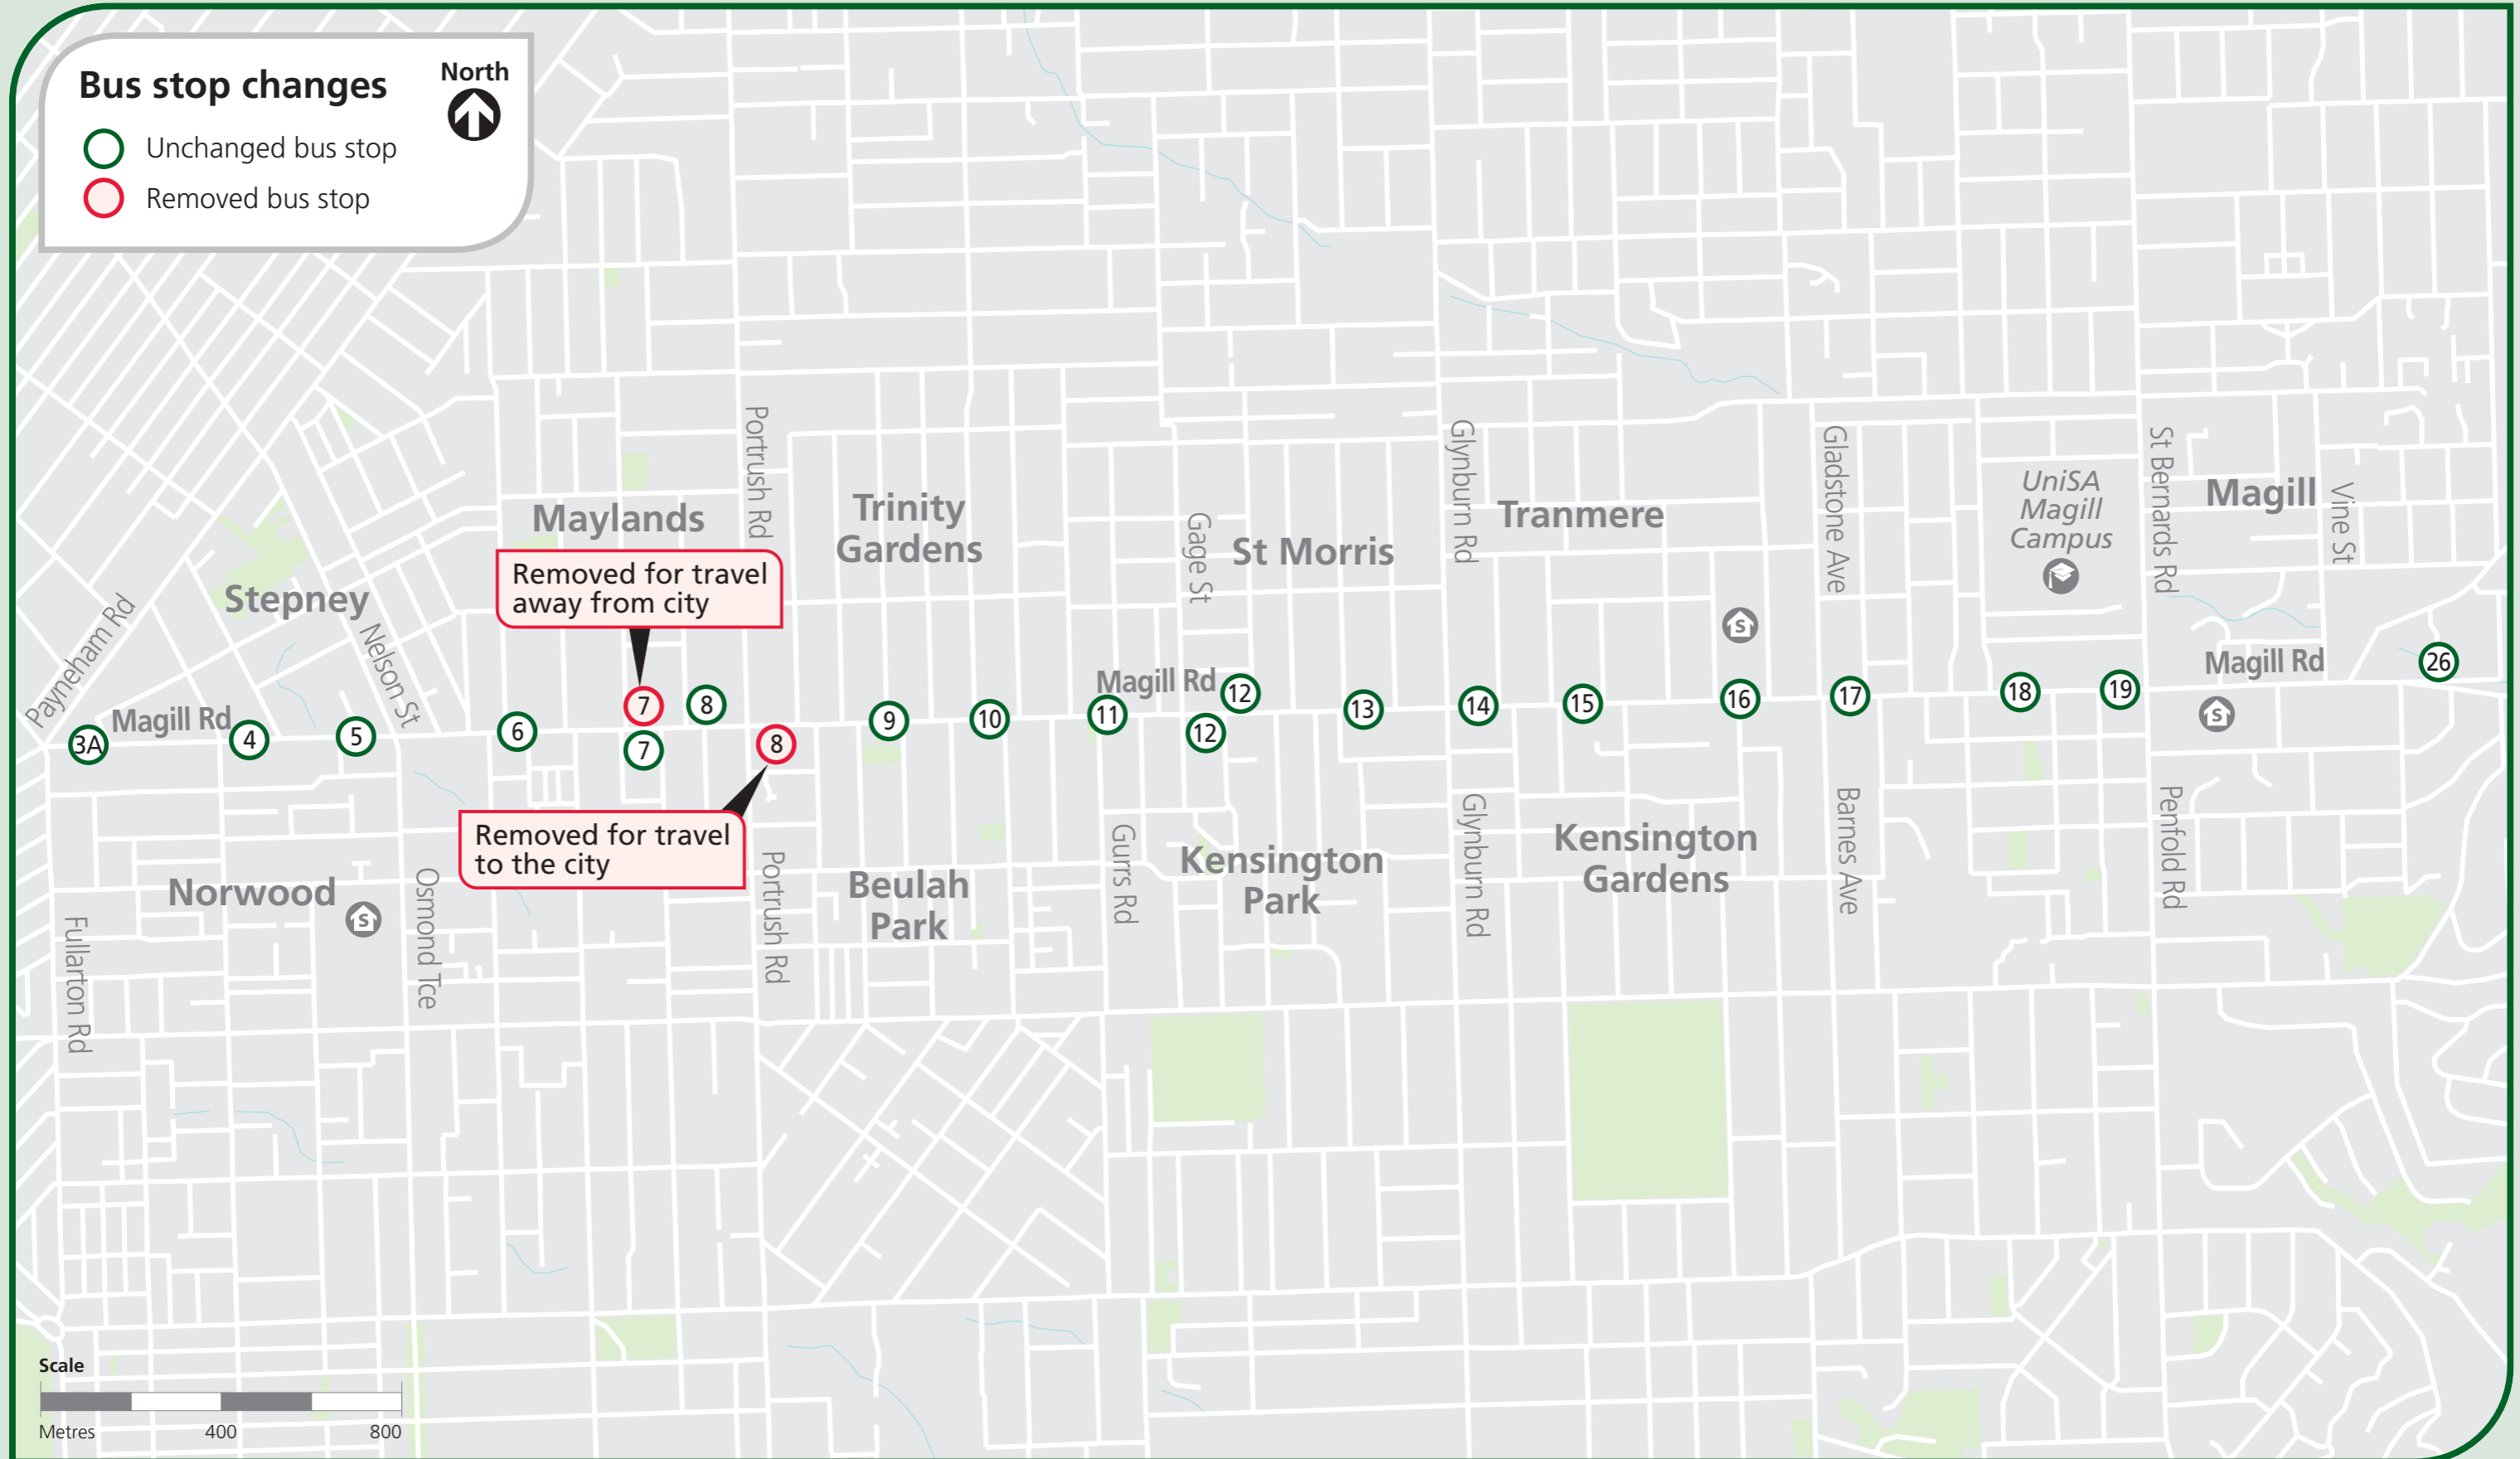 Bus stop changes
North
Unchanged bus stop
Removed bus stop
Portrush Rd
Glynburn Rd
Gladstone Ave
St Bernards Rd
UniSA
Magill
Campus
Magill
Vine St
Maylands
Trinity
Gardens
Gage St
St Morris
Tranmere
Removed for travel
away from city
Stepney
Payneham Rd
Nelson St
Magill Rd
Magill Rd
Magill Rd
S
S
3A
4
5
6
7
7
8
8
9
10
11
12
12
13
14
15
16
17
18
19
26
Removed for travel
to the city
Norwood
S
Osmond Tce
Fullarton Rd
Portrush Rd
Beulah
Park
Gurrs Rd
Kensington
Park
Glynburn Rd
Kensington
Gardens
Barnes Ave
Penfold Rd
Scale
Metres
400
800